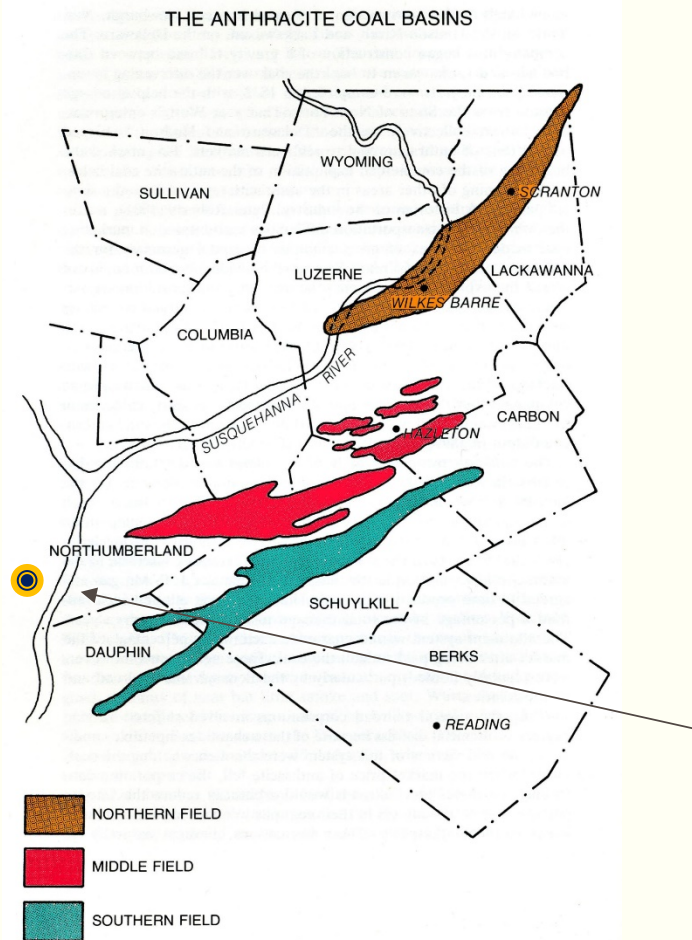 THE ANTHRACITE COAL BASINS
WYOMING
SULLIVAN
SCRANTON
LUZERNE
LACKAWANNA
WILKES BARRE
COLUMBIA
SUSQUEHANNA RIVER
CARBON
HAZLETON
NORTHUMBERLAND
SCHUYLKILL
DAUPHIN
BERKS
READING
NORTHERN FIELD
MIDDLE FIELD
SOUTHERN FIELD